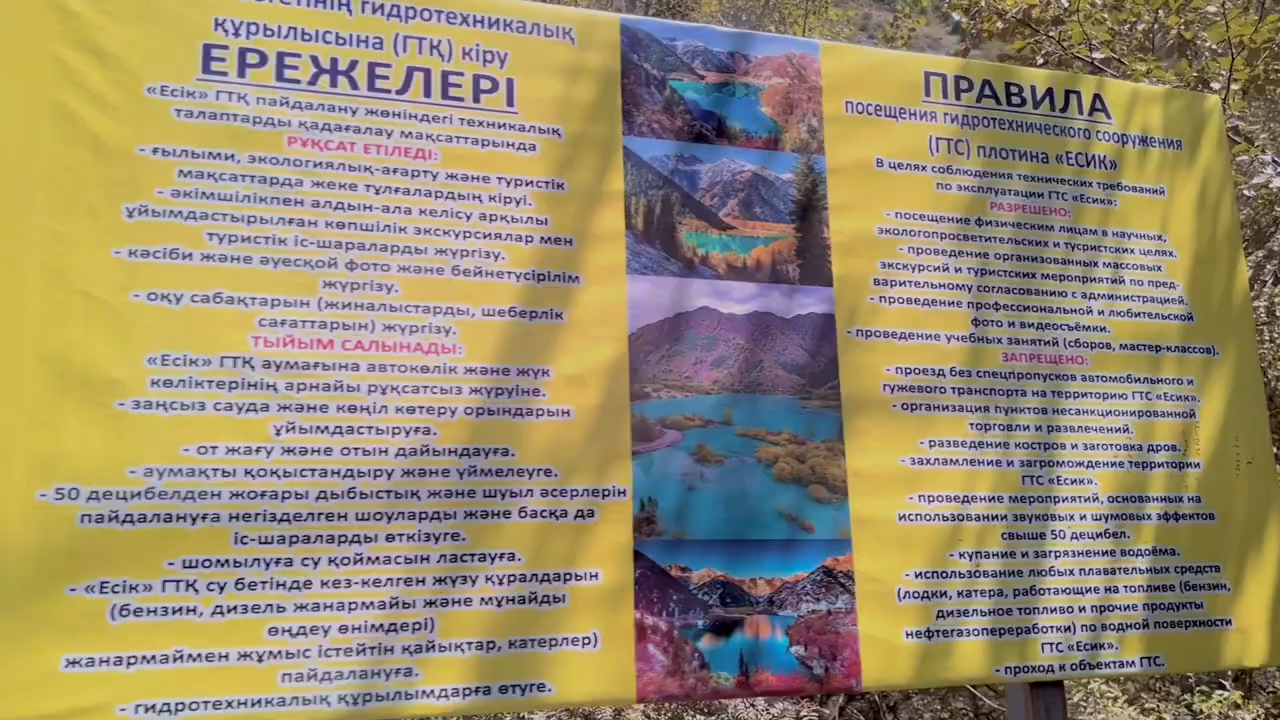 гидротехникалық
құрылысына (ГТҚ) кіру
ЕРЕЖЕЛЕРІ
«Есік» ГТҚ пайдалану жөніндегі техникалық
талаптарды қадағалау мақсаттарында
РҰҚСАТ ЕТІЛЕДІ:
- ғылыми, экологиялық-ағарту және туристік
мақсаттарда жеке тұлғалардың кіруі.
- әкімшілікпен алдын-ала келісу арқылы
ұйымдастырылған көпшілік экскурсиялар мен
туристік іс-шараларды жүргізу.
- кәсіби және әуесқой фото және бейнетүсірілім
жүргізу.
- оқу сабақтарын (жиналыстарды, шеберлік
сағаттарын) жүргізу.
ТЫЙЫМ САЛЫНАДЫ:
«Есік» ГТҚ аумағына автокөлік және жүк
көліктерінің арнайы рұқсатсыз жүруіне.
- заңсыз сауда және көңіл көтеру орындарын
ұйымдастыруға.
- от жағу және отын дайындауға.
- аумақты қоқыстандыру және үймелеуге.
- 50 децибелден жоғары дыбыстық және шуыл әсерлерін
пайдалануға негізделген шоуларды және басқа да
іс-шараларды өткізуге.
- шомылуға су қоймасын ластауға.
- «Есік» ГТҚ су бетінде кез-келген жүзу құралдарын
(бензин, дизель жанармайы және мұнайды
өңдеу өнімдері)
жанармаймен жұмыс істейтін қайықтар, катерлер)
пайдалануға.
- гидротехникалық құрылымдарға өтуге.
ПРАВИЛА
посещения гидротехнического сооружения
(ГТС) плотина «ЕСИК»
В целях соблюдения технических требований
по эксплуатации ГТС «Есик»:
РАЗРЕШЕНО:
- посещение физическим лицам в научных,
экологопросветительских и тусристских целях.
- проведение организованных массовых
экскурсий и туристских мероприятий по пред-
варительному согласованию с администрацией.
- проведение профессиональной и любительской
фото и видеосъёмки.
- проведение учебных занятий (сборов, мастер-классов).
ЗАПРЕЩЕНО:
- проезд без спецпропусков автомобильного и
гужевого транспорта на территорию ГТС «Есик».
- организация пунктов несанкционированной
торговли и развлечений.
- разведение костров и заготовка дров.
- захламление и загромождение территории
ГТС «Есик».
- проведение мероприятий, основанных на
использовании звуковых и шумовых эффектов
свыше 50 децибел.
- купание и загрязнение водоёма.
- использование любых плавательных средств
(лодки, катера, работающие на топливе (бензин,
дизельное топливо и прочие продукты
нефтегазопереработки) по водной поверхности
ГТС «Есик».
- проход к объектам ГТС.